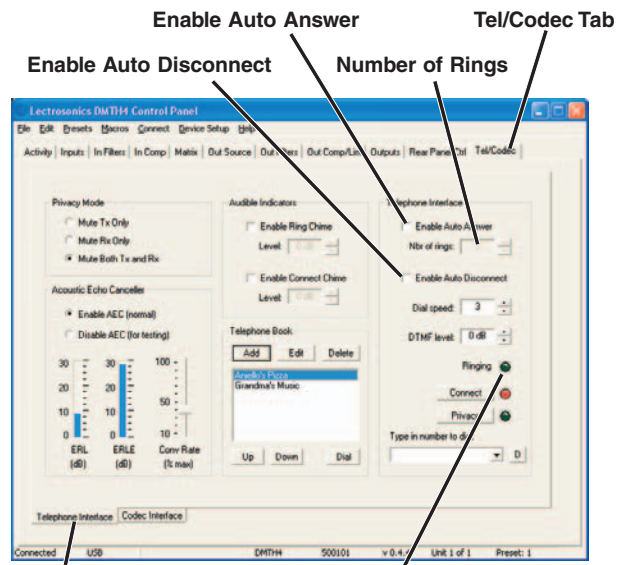 Enable Auto Answer
Tel/Codec Tab
Enable Auto Disconnect
Number of Rings
Lectrosonics DMTH4 Control Panel
File Edit Presets Macros Connect Device Setup Help
Activity Inputs In Filters In Comp Matrix Out Source Out Filters Out Comp/Lim Outputs Rear Panel Ctrl Tel/Codec
Privacy Mode
Mute Tx Only
Mute Rx Only
Mute Both Tx and Rx
Acoustic Echo Canceller
Enable AEC (normal)
Disable AEC (for testing)
30 30 100
20 20
50
10 10
0 0 10
ERL ERLE Conv Rate
(dB) (dB) (% max)
Audible Indicators
Enable Ring Chime
Level: 0 dB
Enable Connect Chime
Level: 0 dB
Telephone Book
Add Edit Delete
Aniello's Pizza
Grandma's Music
Up Down Dial
Telephone Interface
Enable Auto Answer
Nbr of rings:
Enable Auto Disconnect
Dial speed: 3
DTMF level: 0 dB
Ringing
Connect
Privacy
Type in number to dial
D
Telephone Interface Codec Interface
Connected USB DMTH4 500101 v 0.4. Unit 1 of 1 Preset: 1